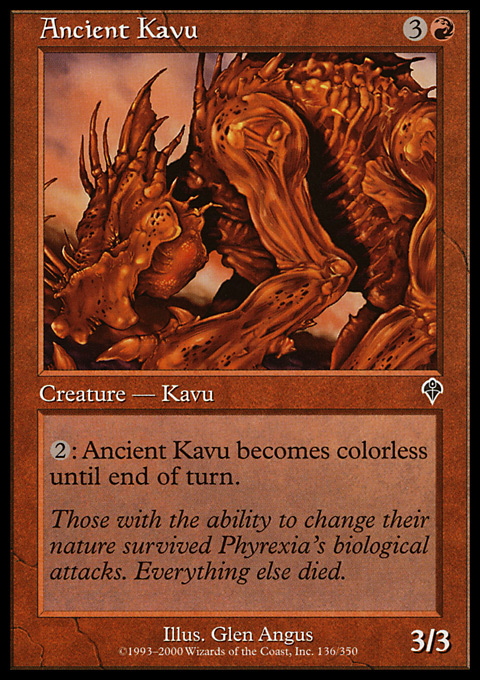 Ancient Kavu 3
Creature — Kavu
2: Ancient Kavu becomes colorless
until end of turn.
Those with the ability to change their
nature survived Phyrexia's biological
attacks. Everything else died.
Illus. Glen Angus
3/3
©1993–2000 Wizards of the Coast, Inc. 136/350